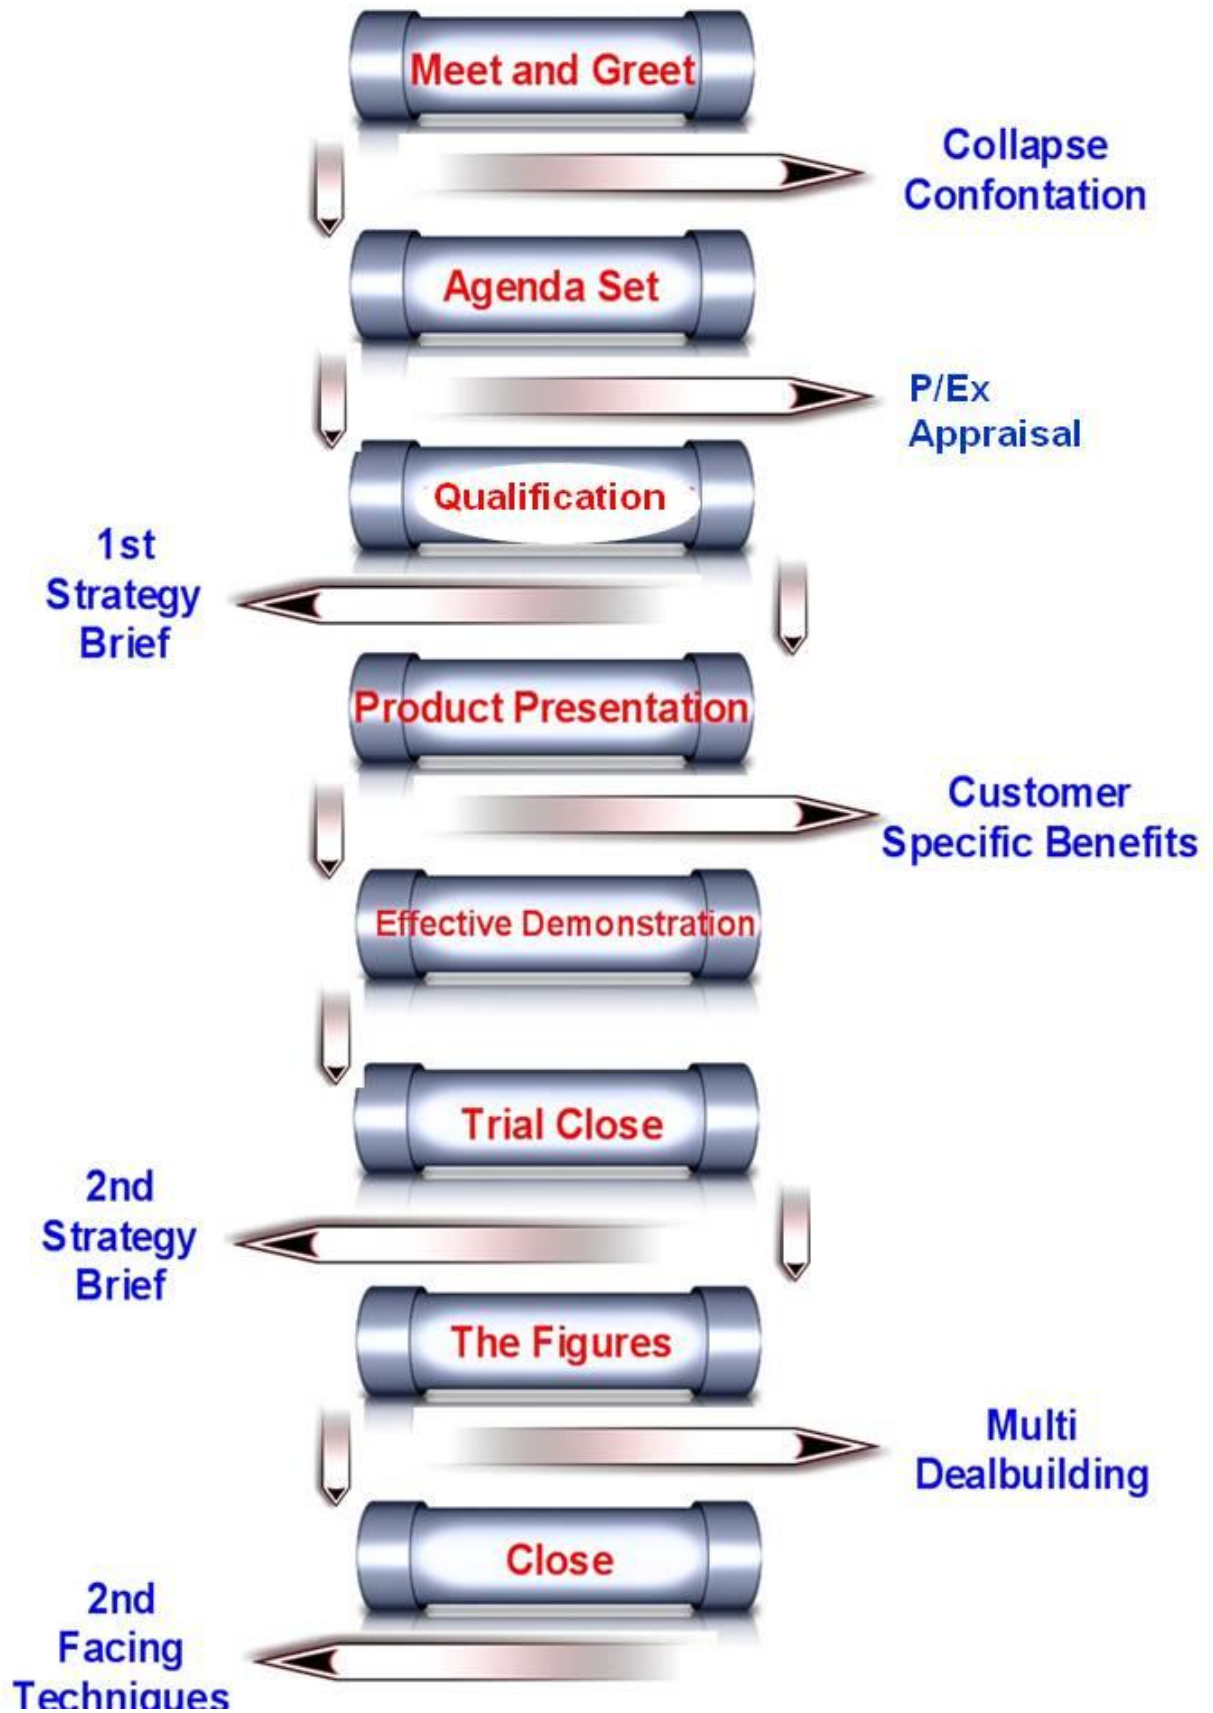 Meet and Greet
Collapse
Confontation
Agenda Set
P/Ex
Appraisal
Qualification
1st
Strategy
Brief
Product Presentation
Customer
Specific Benefits
Effective Demonstration
Trial Close
2nd
Strategy
Brief
The Figures
Multi
Dealbuilding
Close
2nd
Facing
Techniques